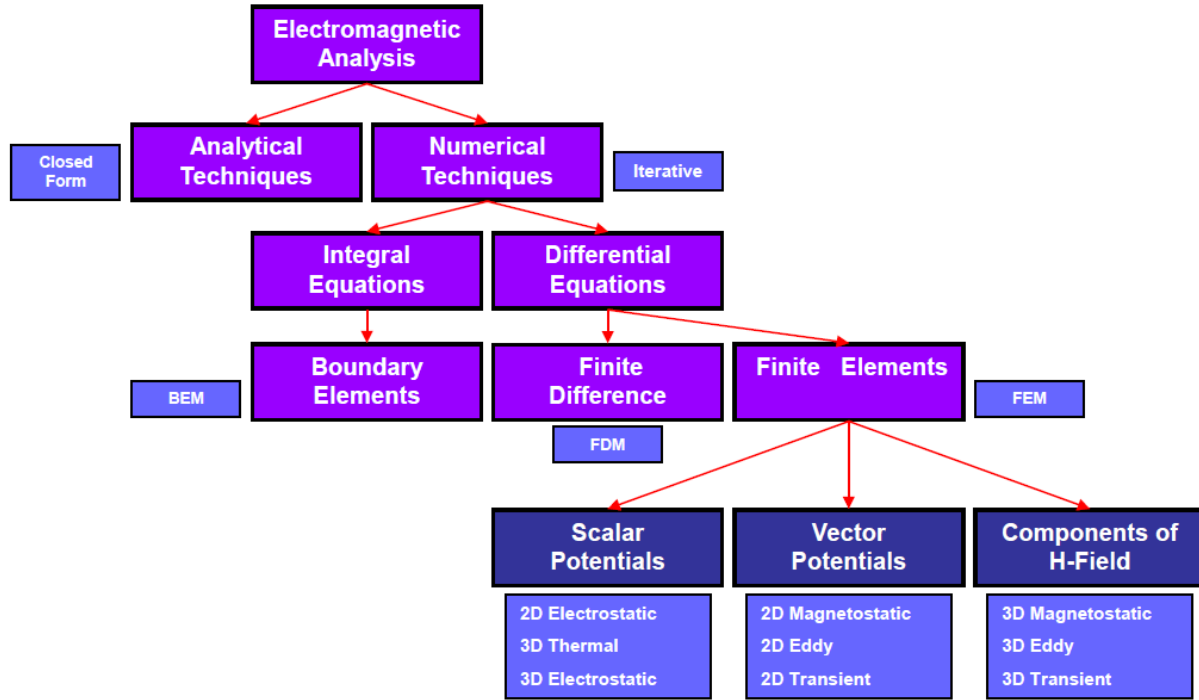 Electromagnetic
Analysis
Closed
Form
Analytical
Techniques
Numerical
Techniques
Iterative
Integral
Equations
Differential
Equations
BEM
Boundary
Elements
Finite
Difference
Finite Elements
FEM
FDM
Scalar
Potentials
Vector
Potentials
Components of
H-Field
2D Electrostatic
3D Thermal
3D Electrostatic
2D Magnetostatic
2D Eddy
2D Transient
3D Magnetostatic
3D Eddy
3D Transient